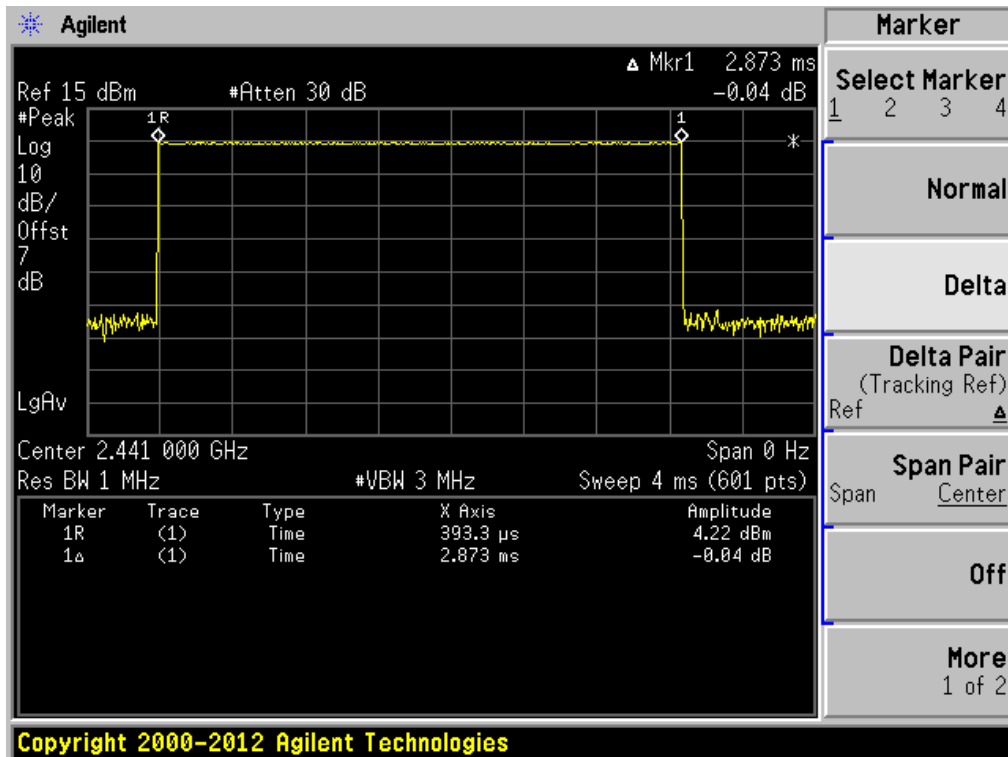 Agilent
Marker
▵ Mkr1 2.873 ms
Ref 15 dBm #Atten 30 dB -0.04 dB
#Peak
Log
10
dB/
Offst
7
dB
LgAv
1R
1
*
Center 2.441 000 GHz Span 0 Hz
Res BW 1 MHz #VBW 3 MHz Sweep 4 ms (601 pts)
Marker Trace Type X Axis Amplitude
1R (1) Time 393.3 µs 4.22 dBm
1▵ (1) Time 2.873 ms -0.04 dB
Select Marker
1 2 3 4
Normal
Delta
Delta Pair
(Tracking Ref)
Ref ▵
Span Pair
Span Center
Off
More
1 of 2
Copyright 2000-2012 Agilent Technologies